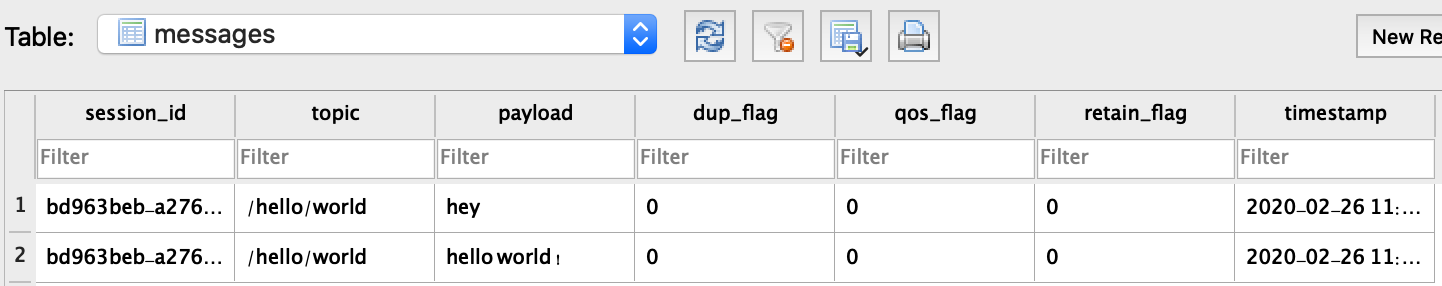 Table: messages New Re
session_id topic payload dup_flag qos_flag retain_flag timestamp
Filter Filter Filter Filter Filter Filter Filter
1 bd963beb-a276... /hello/world hey 0 0 0 2020-02-26 11:...
2 bd963beb-a276... /hello/world hello world! 0 0 0 2020-02-26 11:...